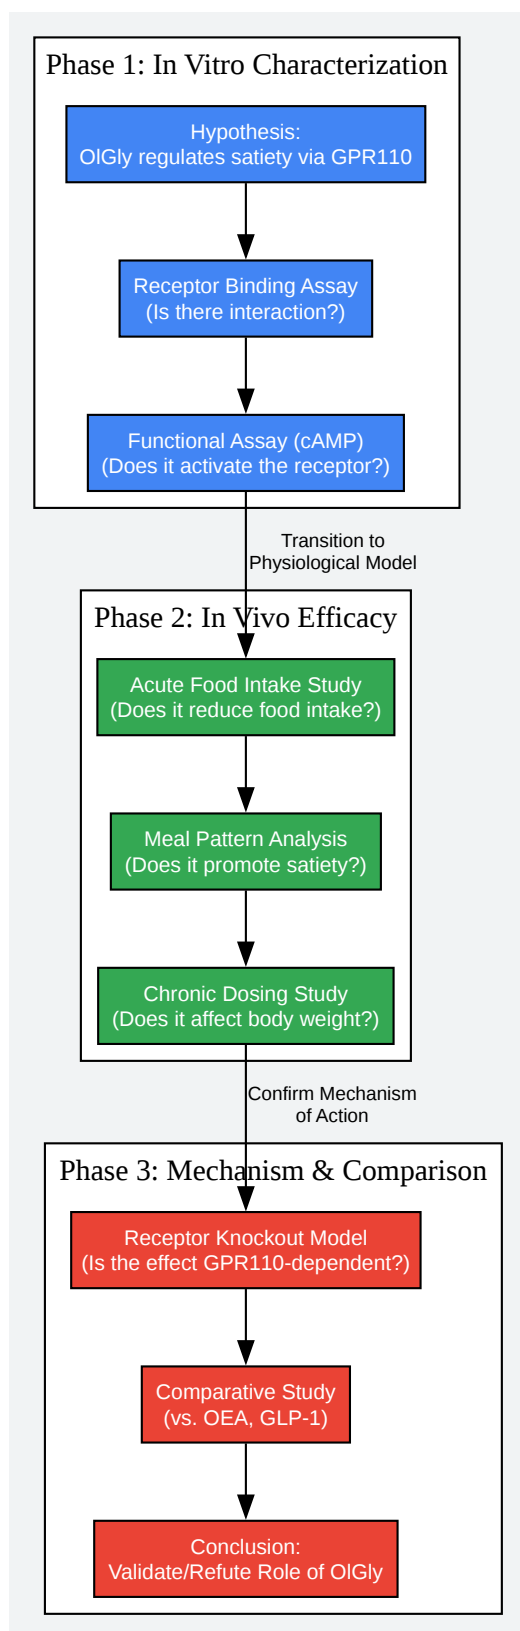 Phase 1: In Vitro Characterization
Hypothesis:
OlGly regulates satiety via GPR110
Receptor Binding Assay
(Is there interaction?)
Functional Assay (cAMP)
(Does it activate the receptor?)
Transition to
Physiological Model
Phase 2: In Vivo Efficacy
Acute Food Intake Study
(Does it reduce food intake?)
Meal Pattern Analysis
(Does it promote satiety?)
Chronic Dosing Study
(Does it affect body weight?)
Confirm Mechanism
of Action
Phase 3: Mechanism & Comparison
Receptor Knockout Model
(Is the effect GPR110-dependent?)
Comparative Study
(vs. OEA, GLP-1)
Conclusion:
Validate/Refute Role of OlGly